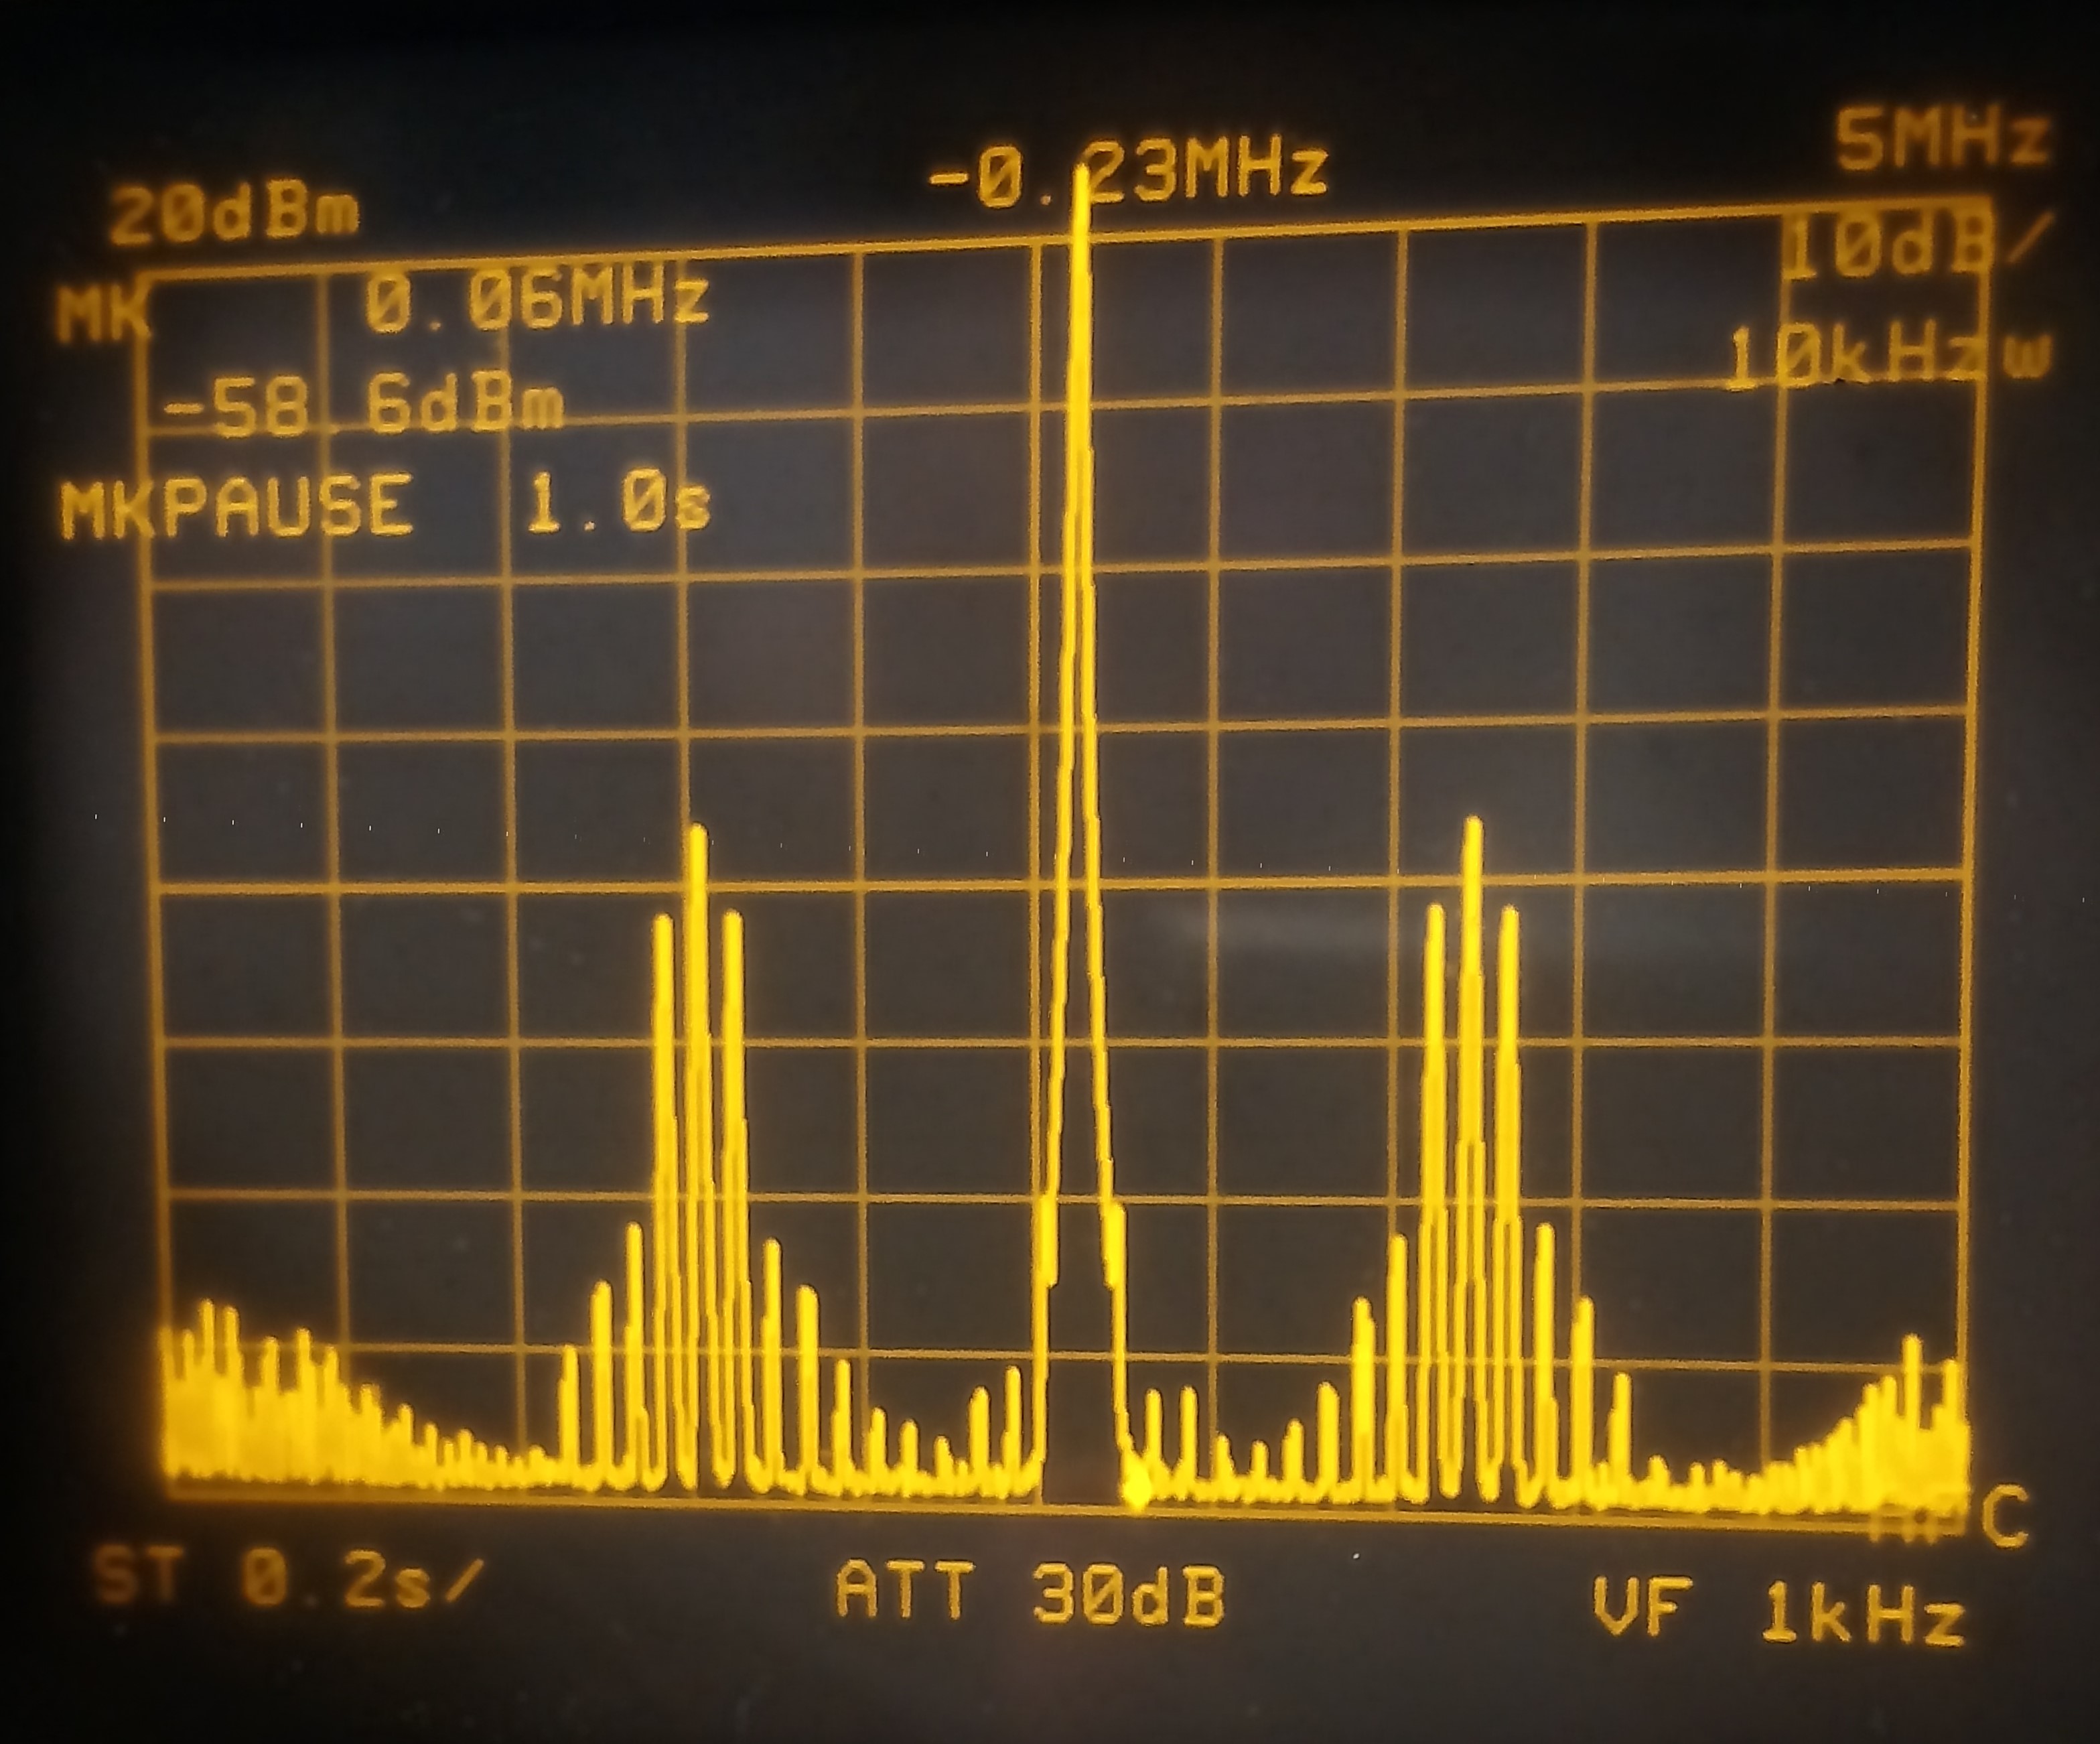 -0.23MHz 5MHz
20dBm
10dB/
MK 0.06MHz
10kHz w
-58.6dBm
MKPAUSE 1.0s
C
ST 0.2s/ ATT 30dB VF 1kHz